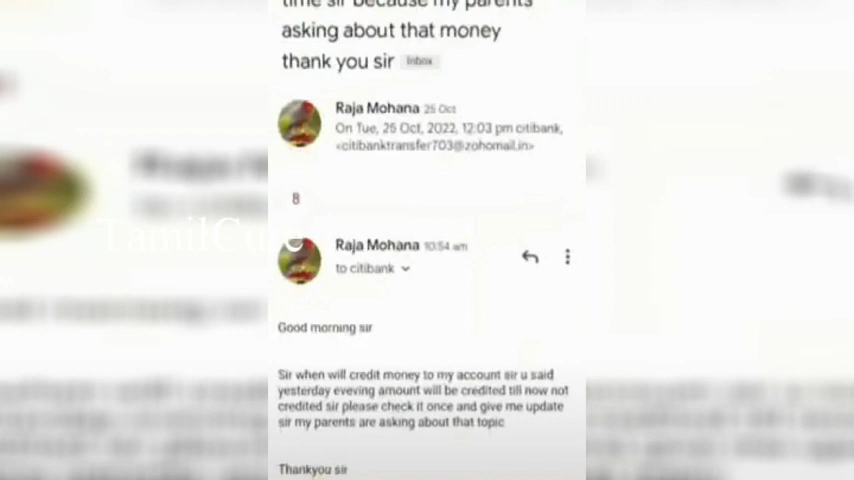 time sir because my parents
asking about that money
thank you sir Inbox
Raja Mohana 25 Oct
On Tue, 25 Oct, 2022, 12:03 pm citibank,
<citibanktransfer703@zohomail.in>
8
TamilCu
Raja Mohana 10:54 am
to citibank
Good morning sir
Sir when will credit money to my account sir u said
yesterday eveving amount will be credited till now not
credited sir please check it once and give me update
sir my parents are asking about that topic
Thankyou sir